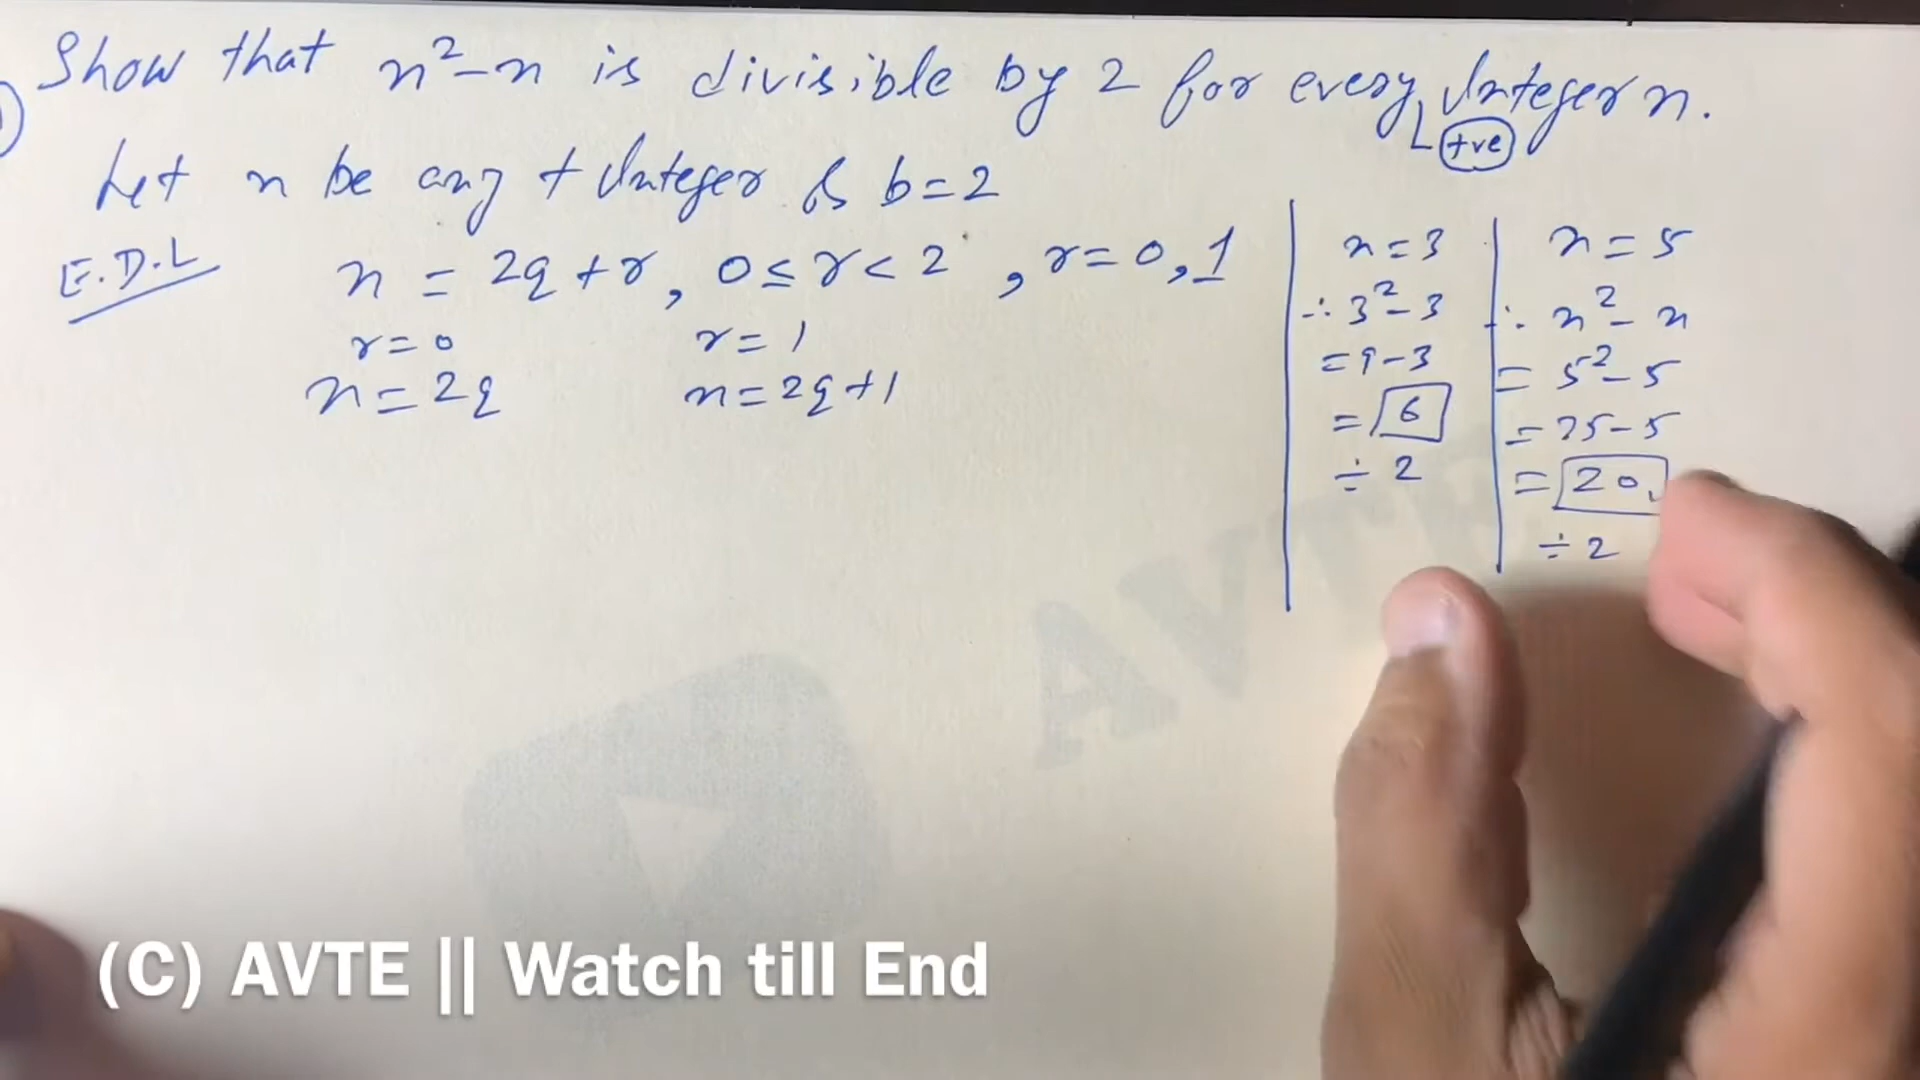 Show that n²-n is divisible by 2 for every Integer n.
+ve
Let n be any + Integer & b=2
E.D.L n = 2q + r, 0 ≤ r < 2, r = 0, 1
r = 0 r = 1
n = 2q n = 2q + 1
n = 3
∴ 3² - 3
= 9 - 3
= 6
÷ 2
n = 5
∴ n² - n
= 5² - 5
= 25 - 5
= 20
÷ 2
AVTE
(C) AVTE || Watch till End